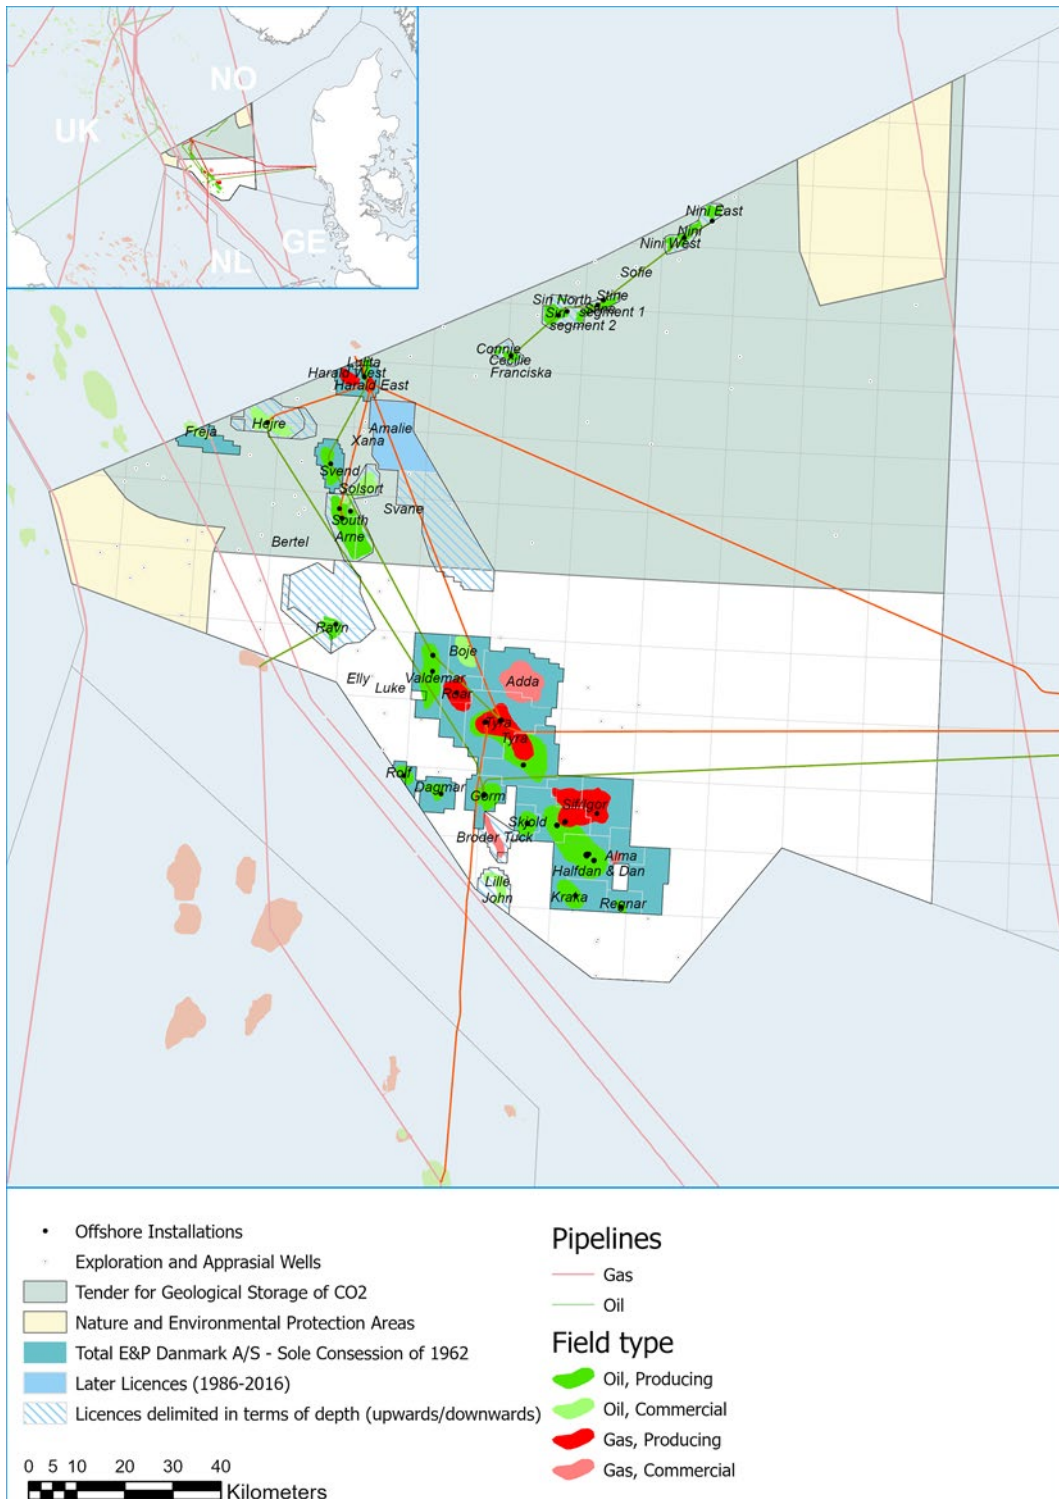 NO
UK
GE
NL
Nini East
Nini
Nini West
Sofie
Stine
Siri North
Siri
segment 1
segment 2
Connie
Cecilie
Franciska
Lulita
Harald West
Harald East
Amalie
Hejre
Freja
Xana
Svend
Solsort
Svane
South
Arne
Bertel
Ravn
Boje
Elly
Valdemar
Adda
Luke
Roar
Tyra
Tyra
Rolf
Dagmar
Gorm
Sif/Igor
Skjold
Broder Tuck
Alma
Halfdan & Dan
Lille
John
Kraka
Regnar
Offshore Installations
Exploration and Apprasial Wells
Tender for Geological Storage of CO2
Nature and Environmental Protection Areas
Total E&P Danmark A/S - Sole Consession of 1962
Later Licences (1986-2016)
Licences delimited in terms of depth (upwards/downwards)
0 5 10 20 30 40
Kilometers
Pipelines
Gas
Oil
Field type
Oil, Producing
Oil, Commercial
Gas, Producing
Gas, Commercial